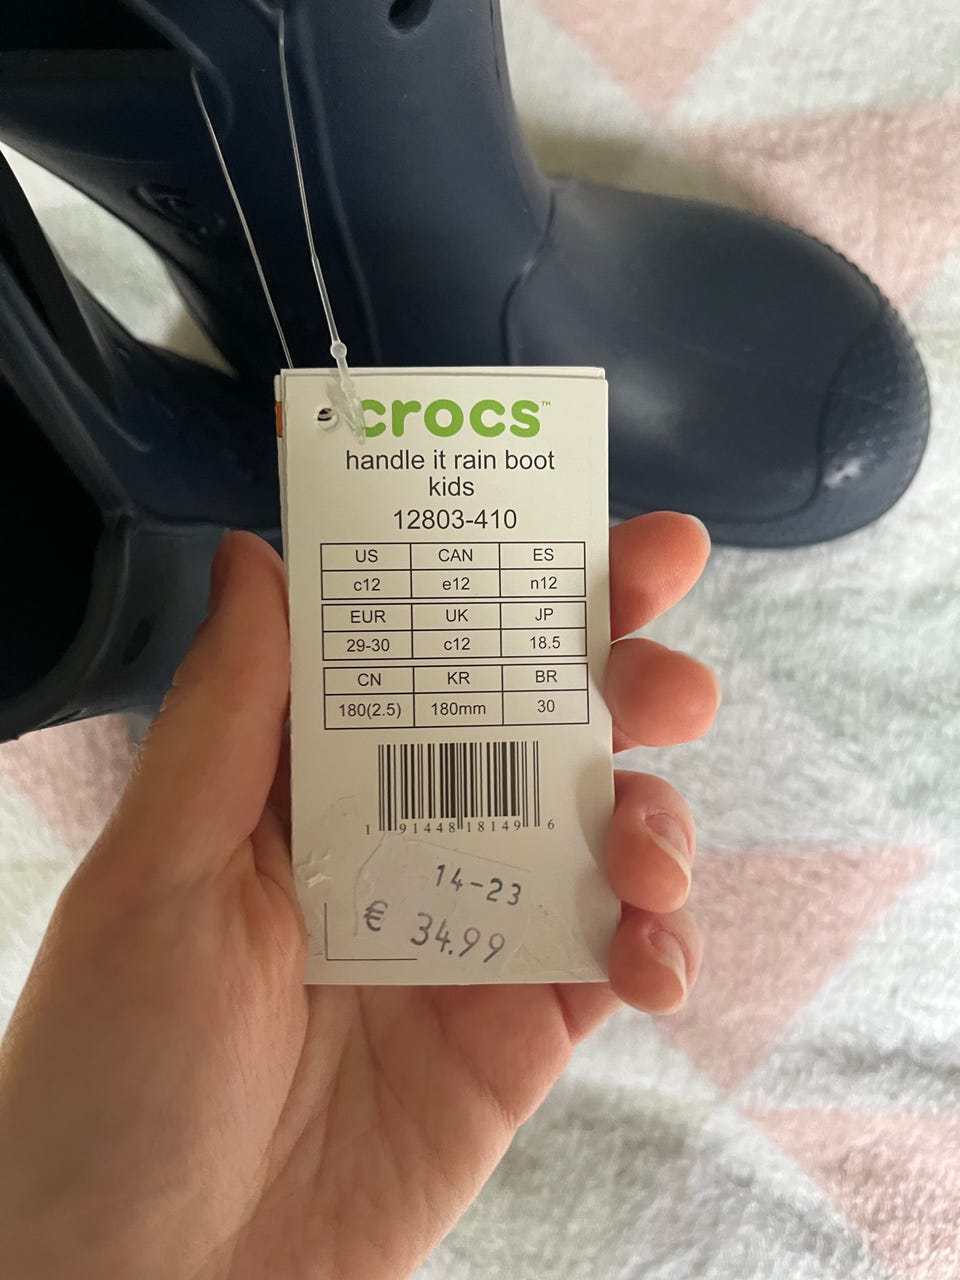 crocs™
handle it rain boot
kids
12803-410
US CAN ES
c12 e12 n12
EUR UK JP
29-30 c12 18.5
CN KR BR
180(2.5) 180mm 30
1 91448 18149 6
14-23
€ 34.99